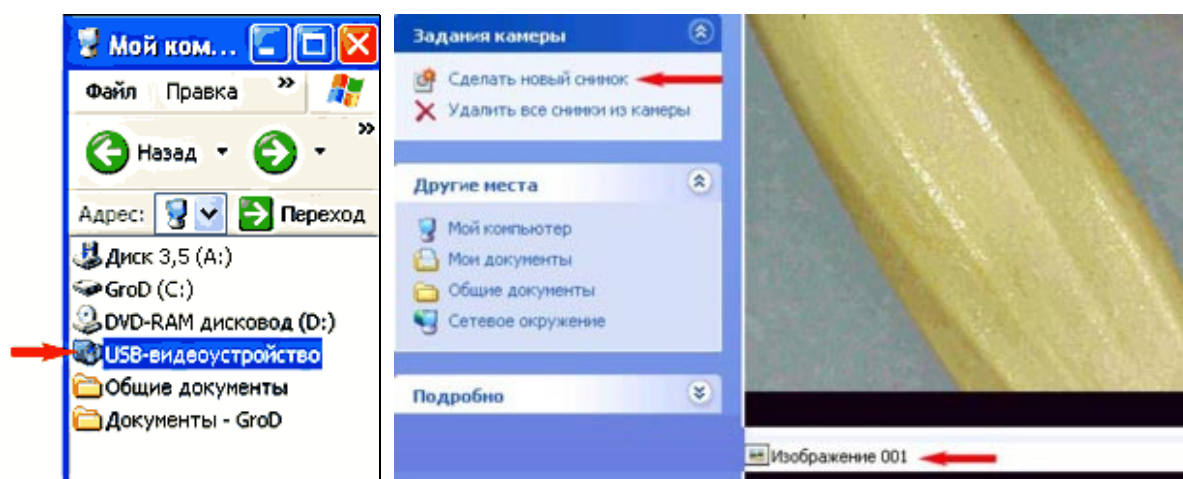 Мой ком...
Файл Правка »
Назад »
Адрес: Переход
Диск 3,5 (A:)
GroD (C:)
DVD-RAM дисковод (D:)
USB-видеоустройство
Общие документы
Документы - GroD
Задания камеры
Сделать новый снимок
Удалить все снимки из камеры
Другие места
Мой компьютер
Мои документы
Общие документы
Сетевое окружение
Подробно
Изображение 001